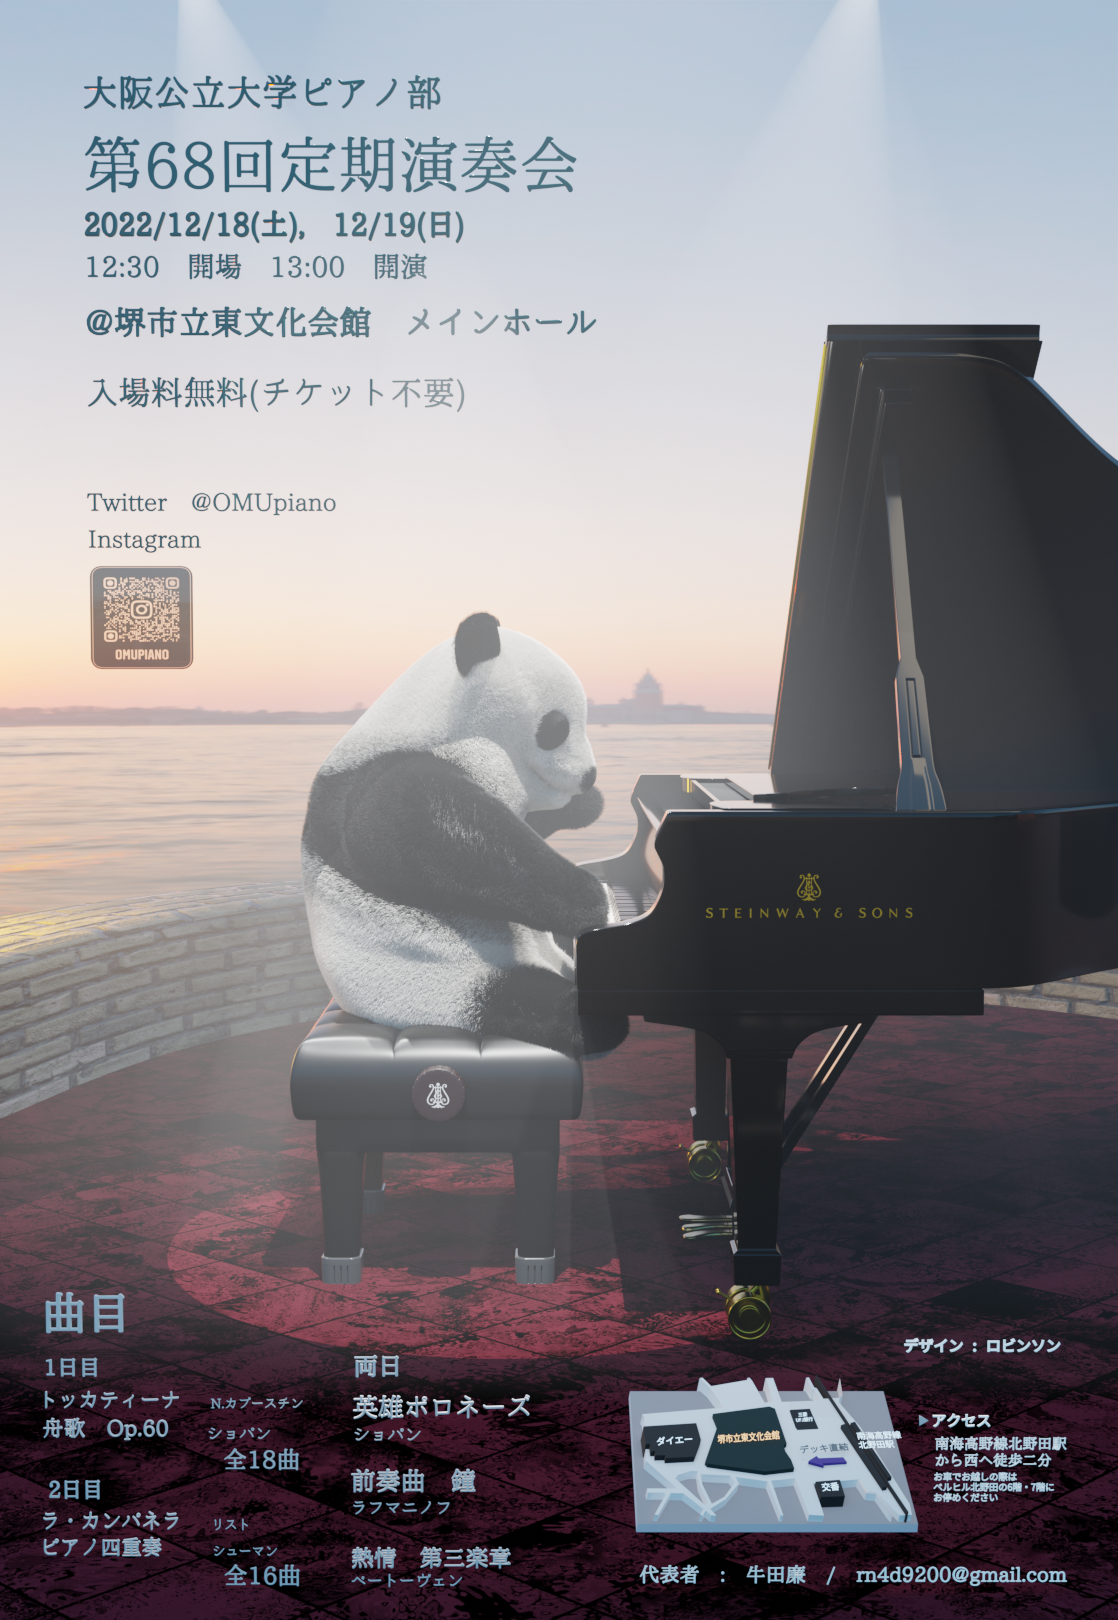 大阪公立大学ピアノ部
第68回定期演奏会
2022/12/18(土), 12/19(日)
12:30 開場 13:00 開演
@堺市立東文化会館 メインホール
入場料無料(チケット不要)
Twitter @OMUpiano
Instagram
OMUPIANO
STEINWAY & SONS
曲目
1日目
トッカティーナ N.カプースチン
舟歌 Op.60 ショパン
全18曲
2日目
ラ・カンパネラ リスト
ピアノ四重奏 シューマン
全16曲
両日
英雄ポロネーズ
ショパン
前奏曲 鐘
ラフマニノフ
熱情 第三楽章
ベートーヴェン
デザイン : ロビンソン
ダイエー
堺市立東文化会館
デッキ直結
南海高野線
北野田駅
交番
▶アクセス
南海高野線北野田駅
から西へ徒歩二分
お車でお越しの際は
ベルヒル北野田の6階・7階に
お停めください
代表者 : 牛田廉 / rn4d9200@gmail.com